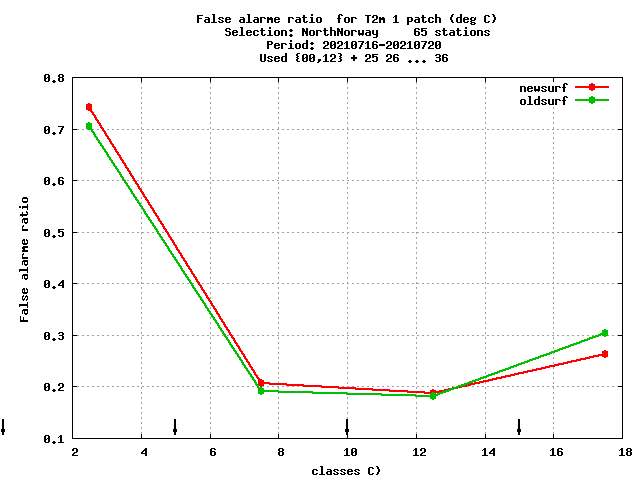 False alarme ratio  for T2m 1 patch (deg C)
Selection: NorthNorway     65 stations
Period: 20210716-20210720
Used {00,12} + 25 26 ... 36
newsurf
oldsurf
False alarme ratio
0.8
0.7
0.6
0.5
0.4
0.3
0.2
0.1
2 4 6 8 10 12 14 16 18
classes C)